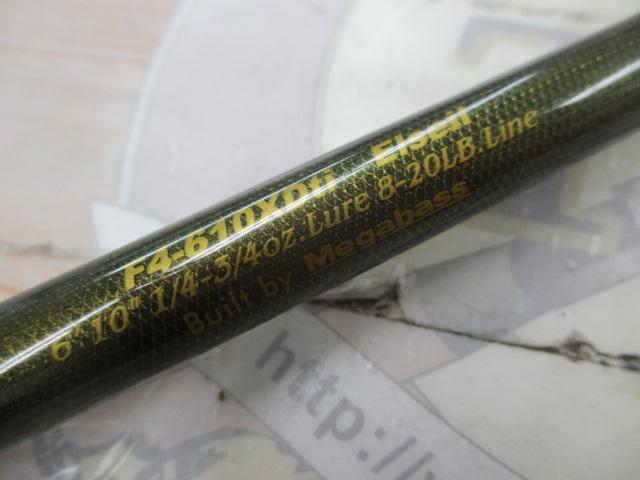 F4-610XDti Elseil
6' 10" 1/4-3/4oz.Lure 8-20LB.Line
Built by Megabass
http://